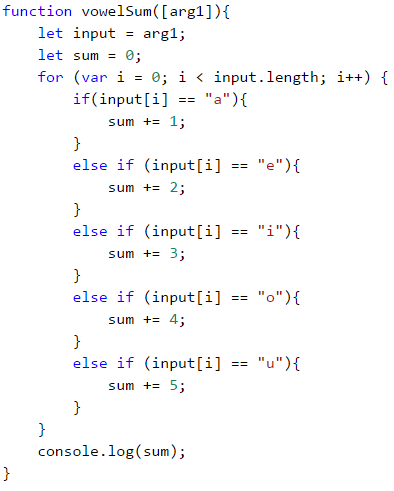 function vowelSum([arg1]){
    let input = arg1;
    let sum = 0;
    for (var i = 0; i < input.length; i++) {
        if(input[i] == "a"){
            sum += 1;
        }
        else if (input[i] == "e"){
            sum += 2;
        }
        else if (input[i] == "i"){
            sum += 3;
        }
        else if (input[i] == "o"){
            sum += 4;
        }
        else if (input[i] == "u"){
            sum += 5;
        }
    }
    console.log(sum);
}